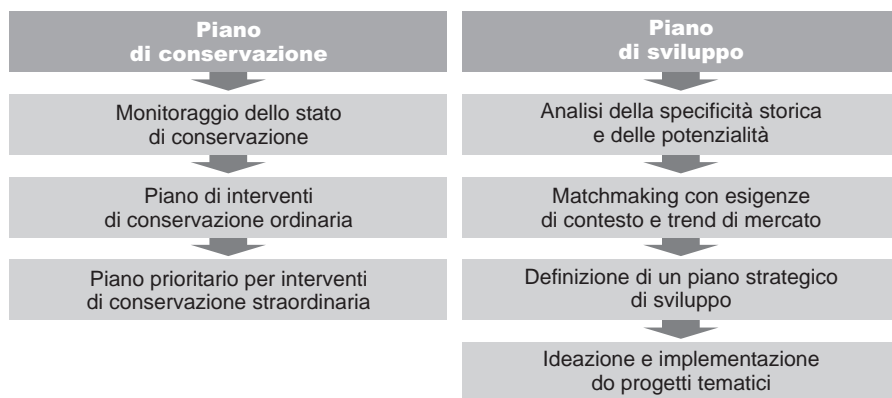 Piano
di conservazione
Monitoraggio dello stato
di conservazione
Piano di interventi
di conservazione ordinaria
Piano prioritario per interventi
di conservazione straordinaria
Piano
di sviluppo
Analisi della specificità storica
e delle potenzialità
Matchmaking con esigenze
di contesto e trend di mercato
Definizione di un piano strategico
di sviluppo
Ideazione e implementazione
do progetti tematici